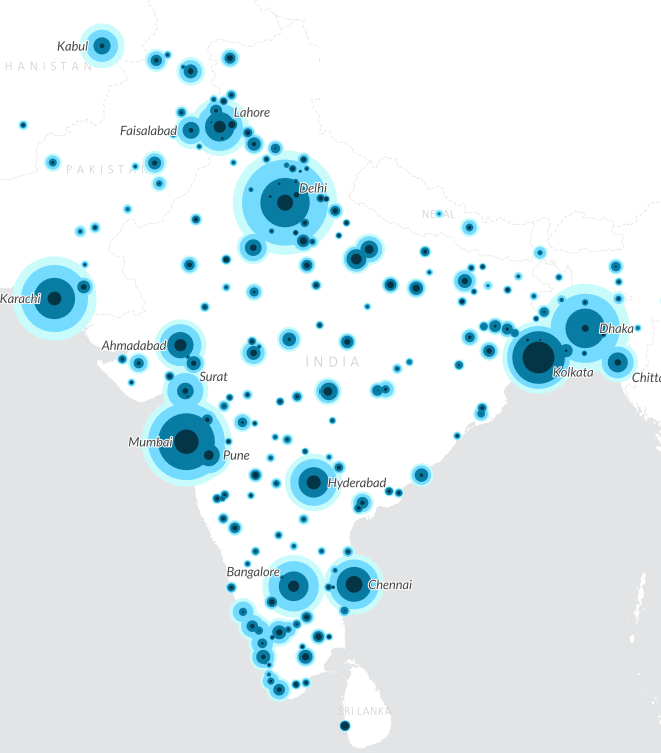 Kabul
HANISTAN
Lahore
Faisalabad
PAKISTAN
Delhi
NEPAL
Karachi
Dhaka
Ahmadabad
INDIA
Kolkata
Surat
Chitta
Mumbai
Pune
Hyderabad
Bangalore
Chennai
SRI LANKA